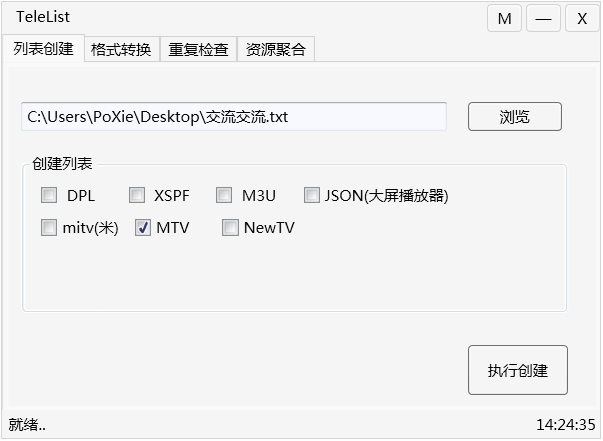 TeleList M — X
列表创建 格式转换 重复检查 资源聚合
C:\Users\PoXie\Desktop\交流交流.txt 浏览
创建列表
DPL XSPF M3U JSON(大屏播放器)
mitv(米) MTV NewTV
执行创建
就绪.. 14:24:35